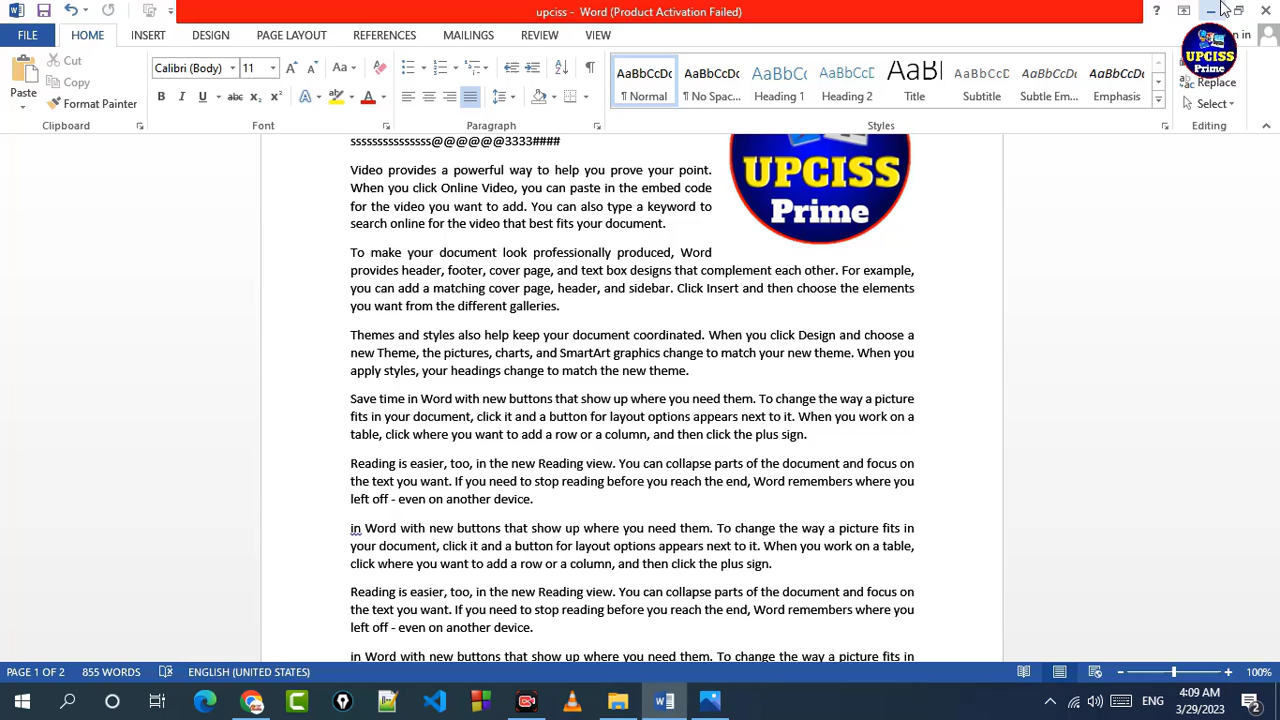 upciss - Word (Product Activation Failed)
?
FILE HOME INSERT DESIGN PAGE LAYOUT REFERENCES MAILINGS REVIEW VIEW
in
UPCISS
Prime
Paste
Cut
Copy
Format Painter
Clipboard
Calibri (Body) 11
Font
Paragraph
AaBbCcDc AaBbCcDc AaBbCc AaBbCcD AaBl AaBbCcD AaBbCcDc AaBbCcDc
¶ Normal ¶ No Spac... Heading 1 Heading 2 Title Subtitle Subtle Em... Emphasis
Styles
Replace
Select
Editing
sssssssssssssss@@@@@@3333####
Video provides a powerful way to help you prove your point.
When you click Online Video, you can paste in the embed code
for the video you want to add. You can also type a keyword to
search online for the video that best fits your document.
UPCISS
Prime
To make your document look professionally produced, Word
provides header, footer, cover page, and text box designs that complement each other. For example,
you can add a matching cover page, header, and sidebar. Click Insert and then choose the elements
you want from the different galleries.
Themes and styles also help keep your document coordinated. When you click Design and choose a
new Theme, the pictures, charts, and SmartArt graphics change to match your new theme. When you
apply styles, your headings change to match the new theme.
Save time in Word with new buttons that show up where you need them. To change the way a picture
fits in your document, click it and a button for layout options appears next to it. When you work on a
table, click where you want to add a row or a column, and then click the plus sign.
Reading is easier, too, in the new Reading view. You can collapse parts of the document and focus on
the text you want. If you need to stop reading before you reach the end, Word remembers where you
left off - even on another device.
in Word with new buttons that show up where you need them. To change the way a picture fits in
your document, click it and a button for layout options appears next to it. When you work on a table,
click where you want to add a row or a column, and then click the plus sign.
Reading is easier, too, in the new Reading view. You can collapse parts of the document and focus on
the text you want. If you need to stop reading before you reach the end, Word remembers where you
left off - even on another device.
in Word with new buttons that show up where you need them. To change the way a picture fits in
PAGE 1 OF 2 855 WORDS ENGLISH (UNITED STATES) 100%
ENG
4:09 AM
3/29/2023
2